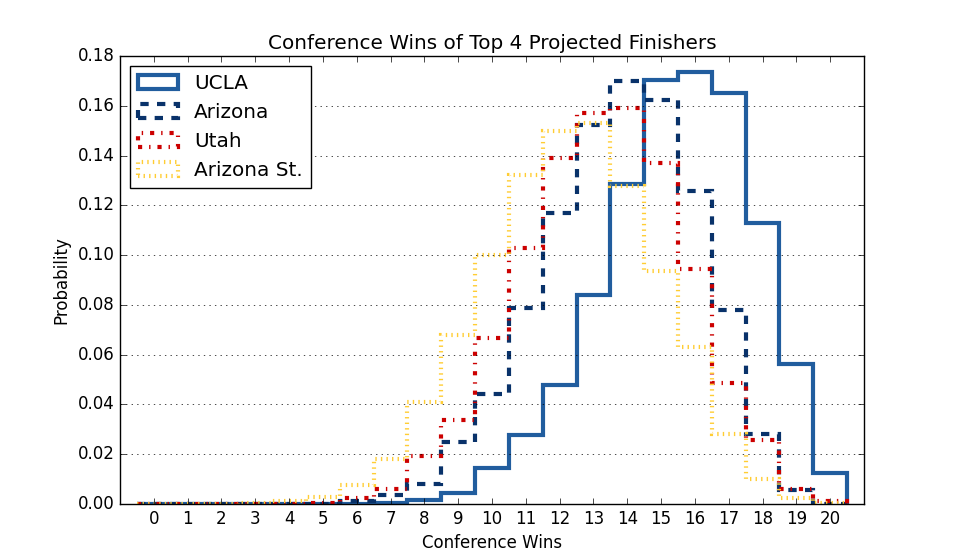 Conference Wins of Top 4 Projected Finishers
0.18
0.16
0.14
0.12
0.10
0.08
0.06
0.04
0.02
0.00
Probability
UCLA
Arizona
Utah
Arizona St.
0 1 2 3 4 5 6 7 8 9 10 11 12 13 14 15 16 17 18 19 20
Conference Wins